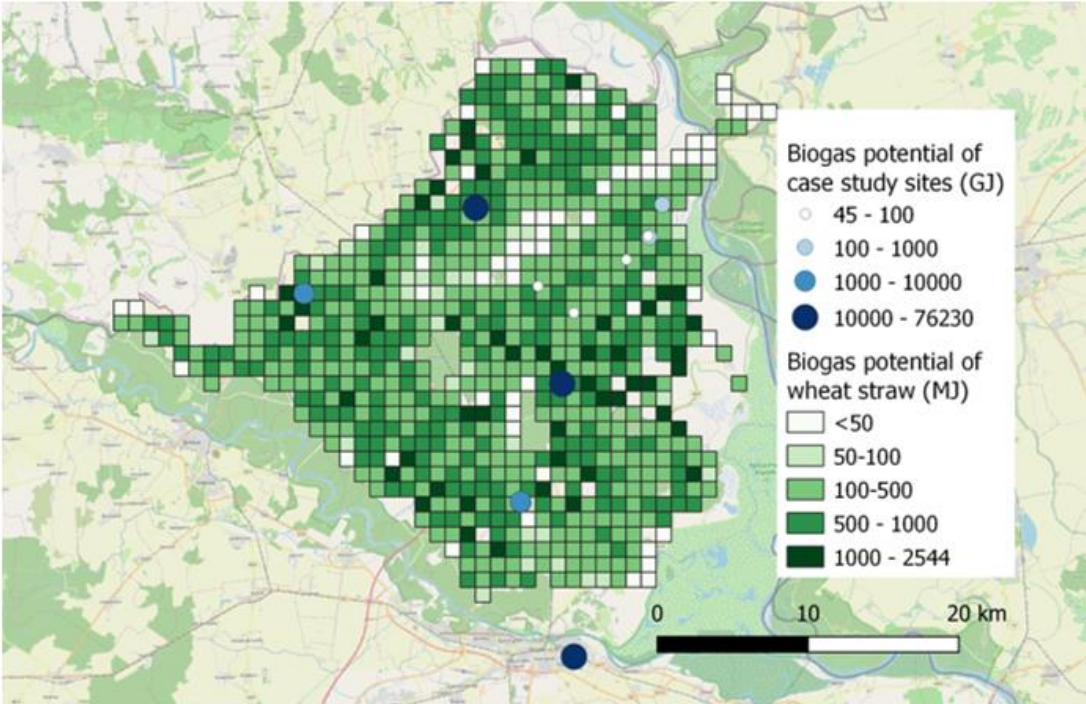 Biogas potential of
case study sites (GJ)
45 - 100
100 - 1000
1000 - 10000
10000 - 76230
Biogas potential of
wheat straw (MJ)
<50
50-100
100-500
500 - 1000
1000 - 2544
0 10 20 km